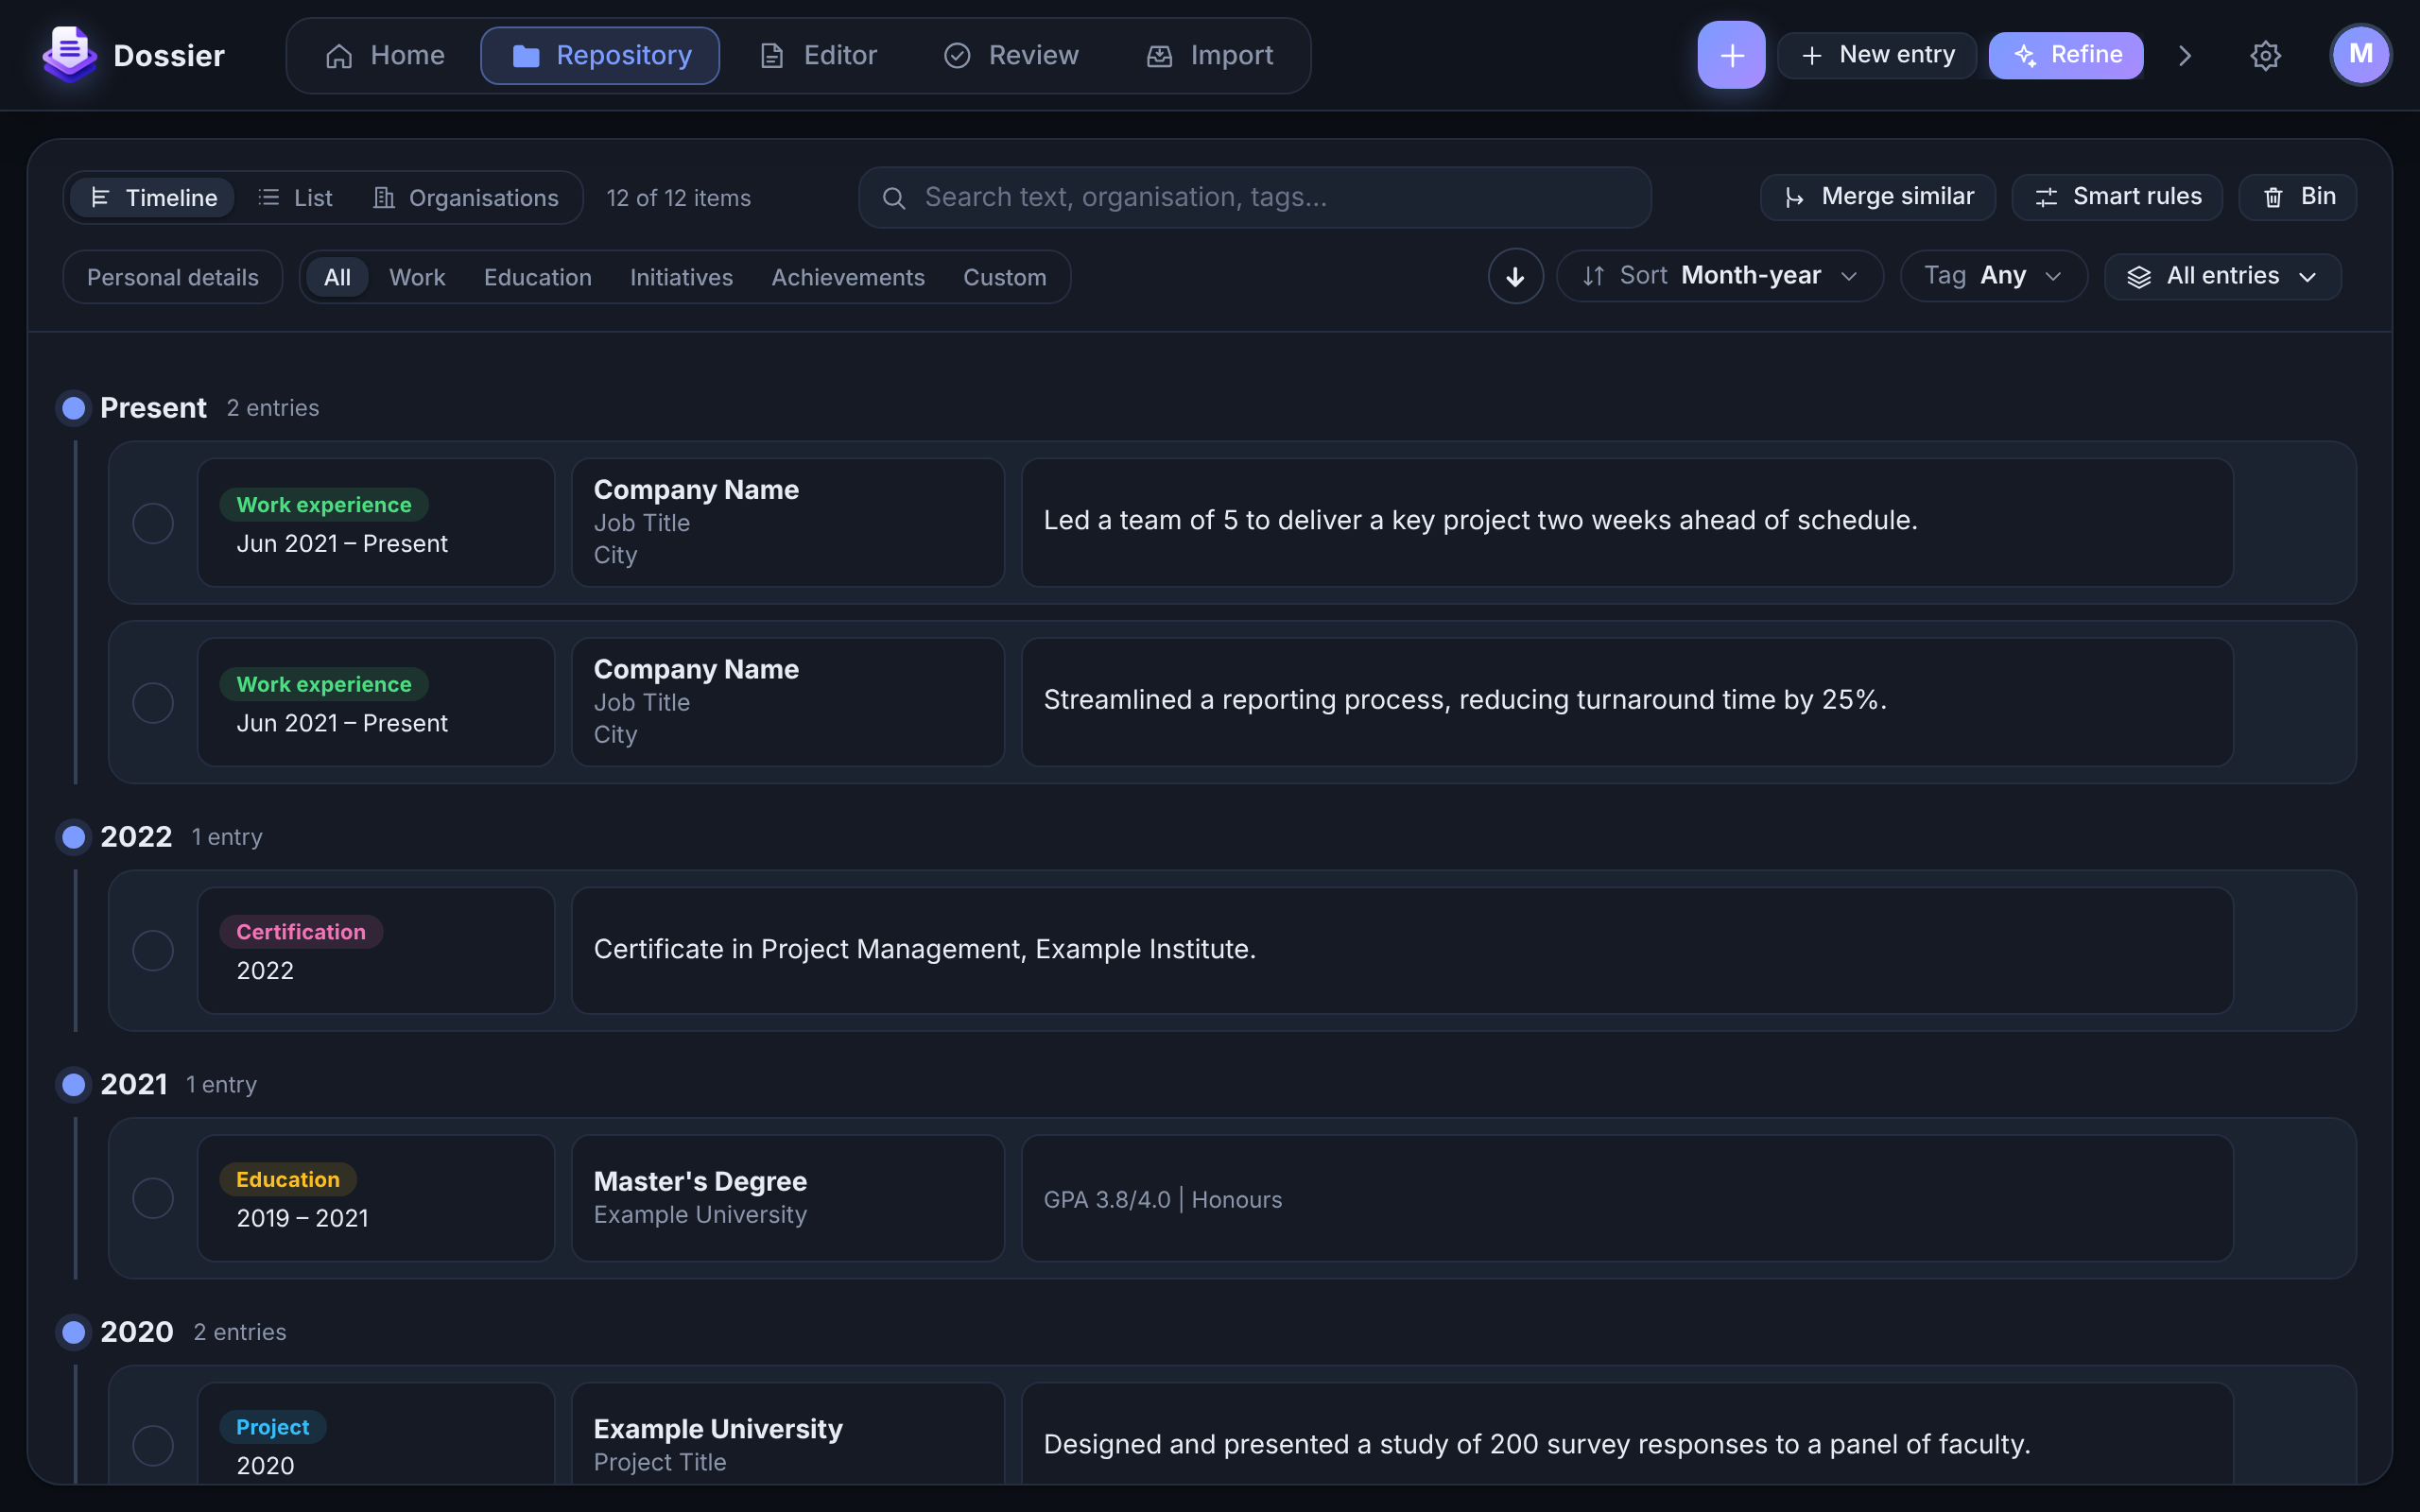 Dossier
Home
Repository
Editor
Review
Import
New entry
Refine
M
Timeline
List
Organisations
12 of 12 items
Search text, organisation, tags...
Merge similar
Smart rules
Bin
Personal details
All
Work
Education
Initiatives
Achievements
Custom
Sort Month-year
Tag Any
All entries
Present 2 entries
Work experience
Jun 2021 – Present
Company Name
Job Title
City
Led a team of 5 to deliver a key project two weeks ahead of schedule.
Work experience
Jun 2021 – Present
Company Name
Job Title
City
Streamlined a reporting process, reducing turnaround time by 25%.
2022 1 entry
Certification
2022
Certificate in Project Management, Example Institute.
2021 1 entry
Education
2019 – 2021
Master's Degree
Example University
GPA 3.8/4.0 | Honours
2020 2 entries
Project
2020
Example University
Project Title
Designed and presented a study of 200 survey responses to a panel of faculty.